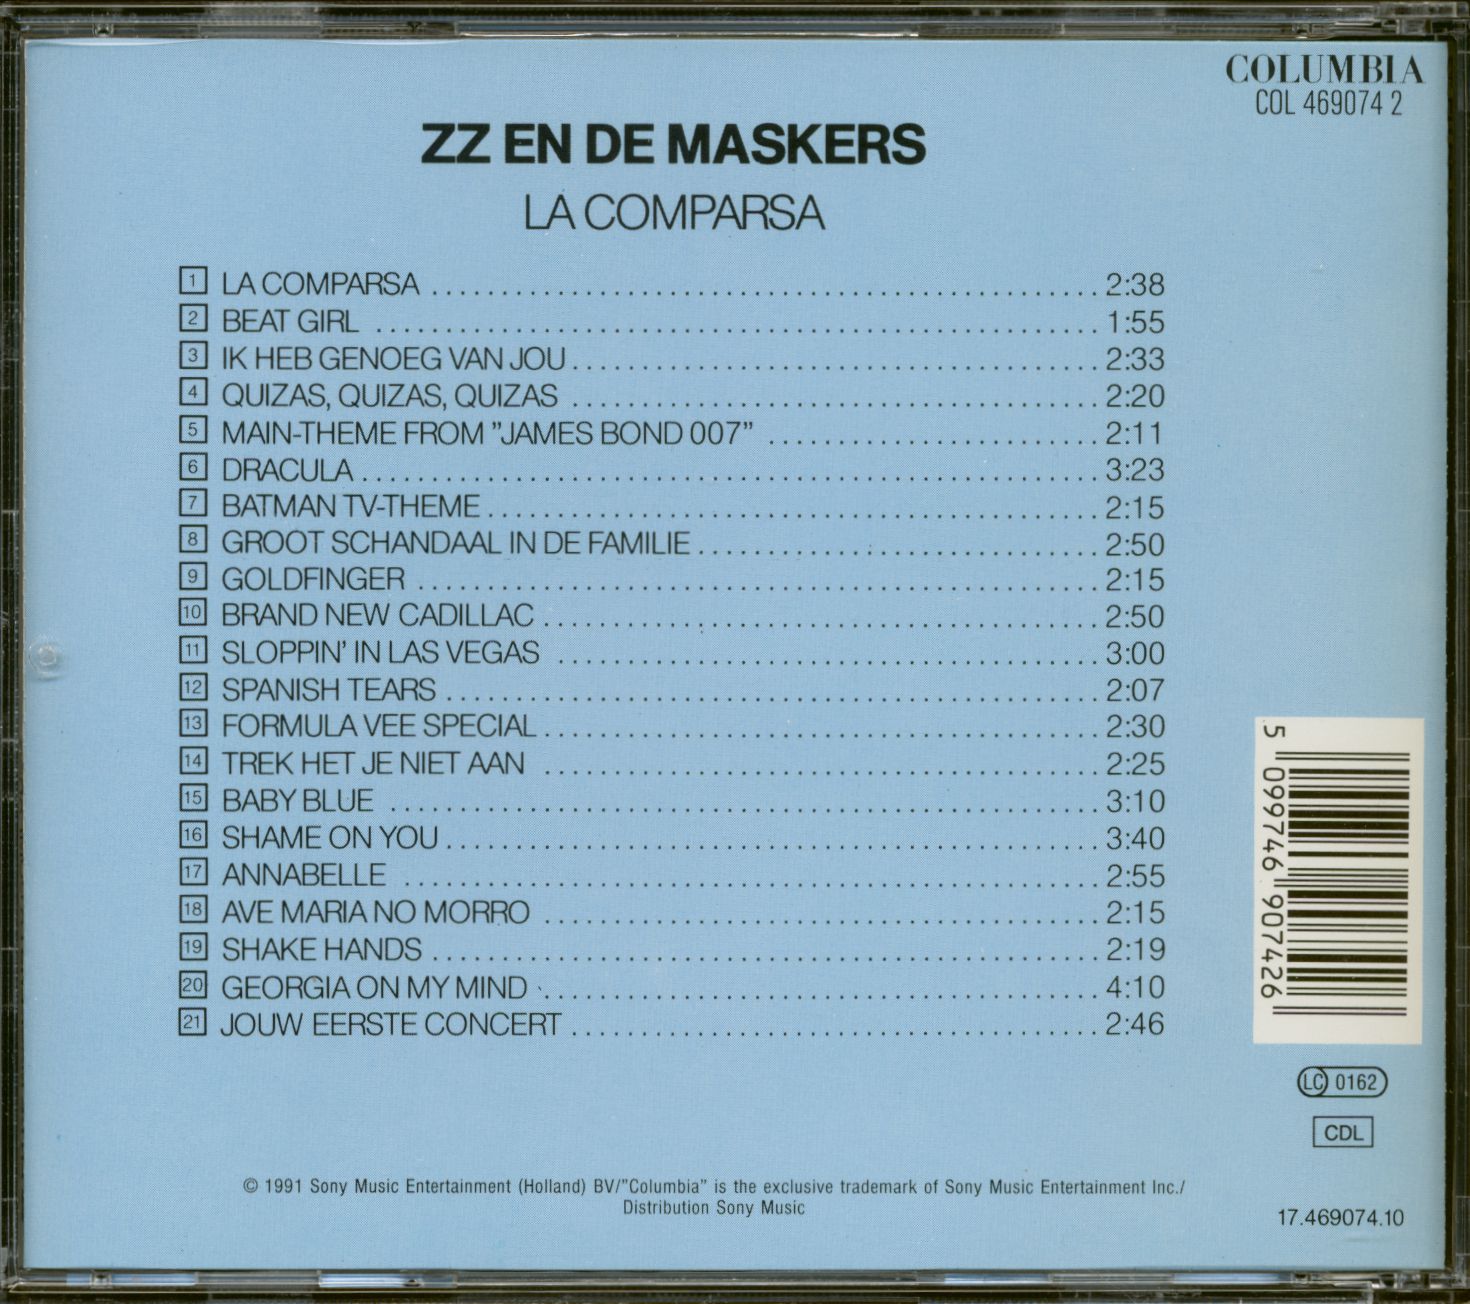 COLUMBIA
COL 469074 2
ZZ EN DE MASKERS
LA COMPARSA
1 LA COMPARSA 2:38
2 BEAT GIRL 1:55
3 IK HEB GENOEG VAN JOU 2:33
4 QUIZAS, QUIZAS, QUIZAS 2:20
5 MAIN-THEME FROM "JAMES BOND 007" 2:11
6 DRACULA 3:23
7 BATMAN TV-THEME 2:15
8 GROOT SCHANDAAL IN DE FAMILIE 2:50
9 GOLDFINGER 2:15
10 BRAND NEW CADILLAC 2:50
11 SLOPPIN' IN LAS VEGAS 3:00
12 SPANISH TEARS 2:07
13 FORMULA VEE SPECIAL 2:30
14 TREK HET JE NIET AAN 2:25
15 BABY BLUE 3:10
16 SHAME ON YOU 3:40
17 ANNABELLE 2:55
18 AVE MARIA NO MORRO 2:15
19 SHAKE HANDS 2:19
20 GEORGIA ON MY MIND 4:10
21 JOUW EERSTE CONCERT 2:46
5 099746 907426
LC 0162
CDL
© 1991 Sony Music Entertainment (Holland) BV/"Columbia" is the exclusive trademark of Sony Music Entertainment Inc./
Distribution Sony Music
17.469074.10